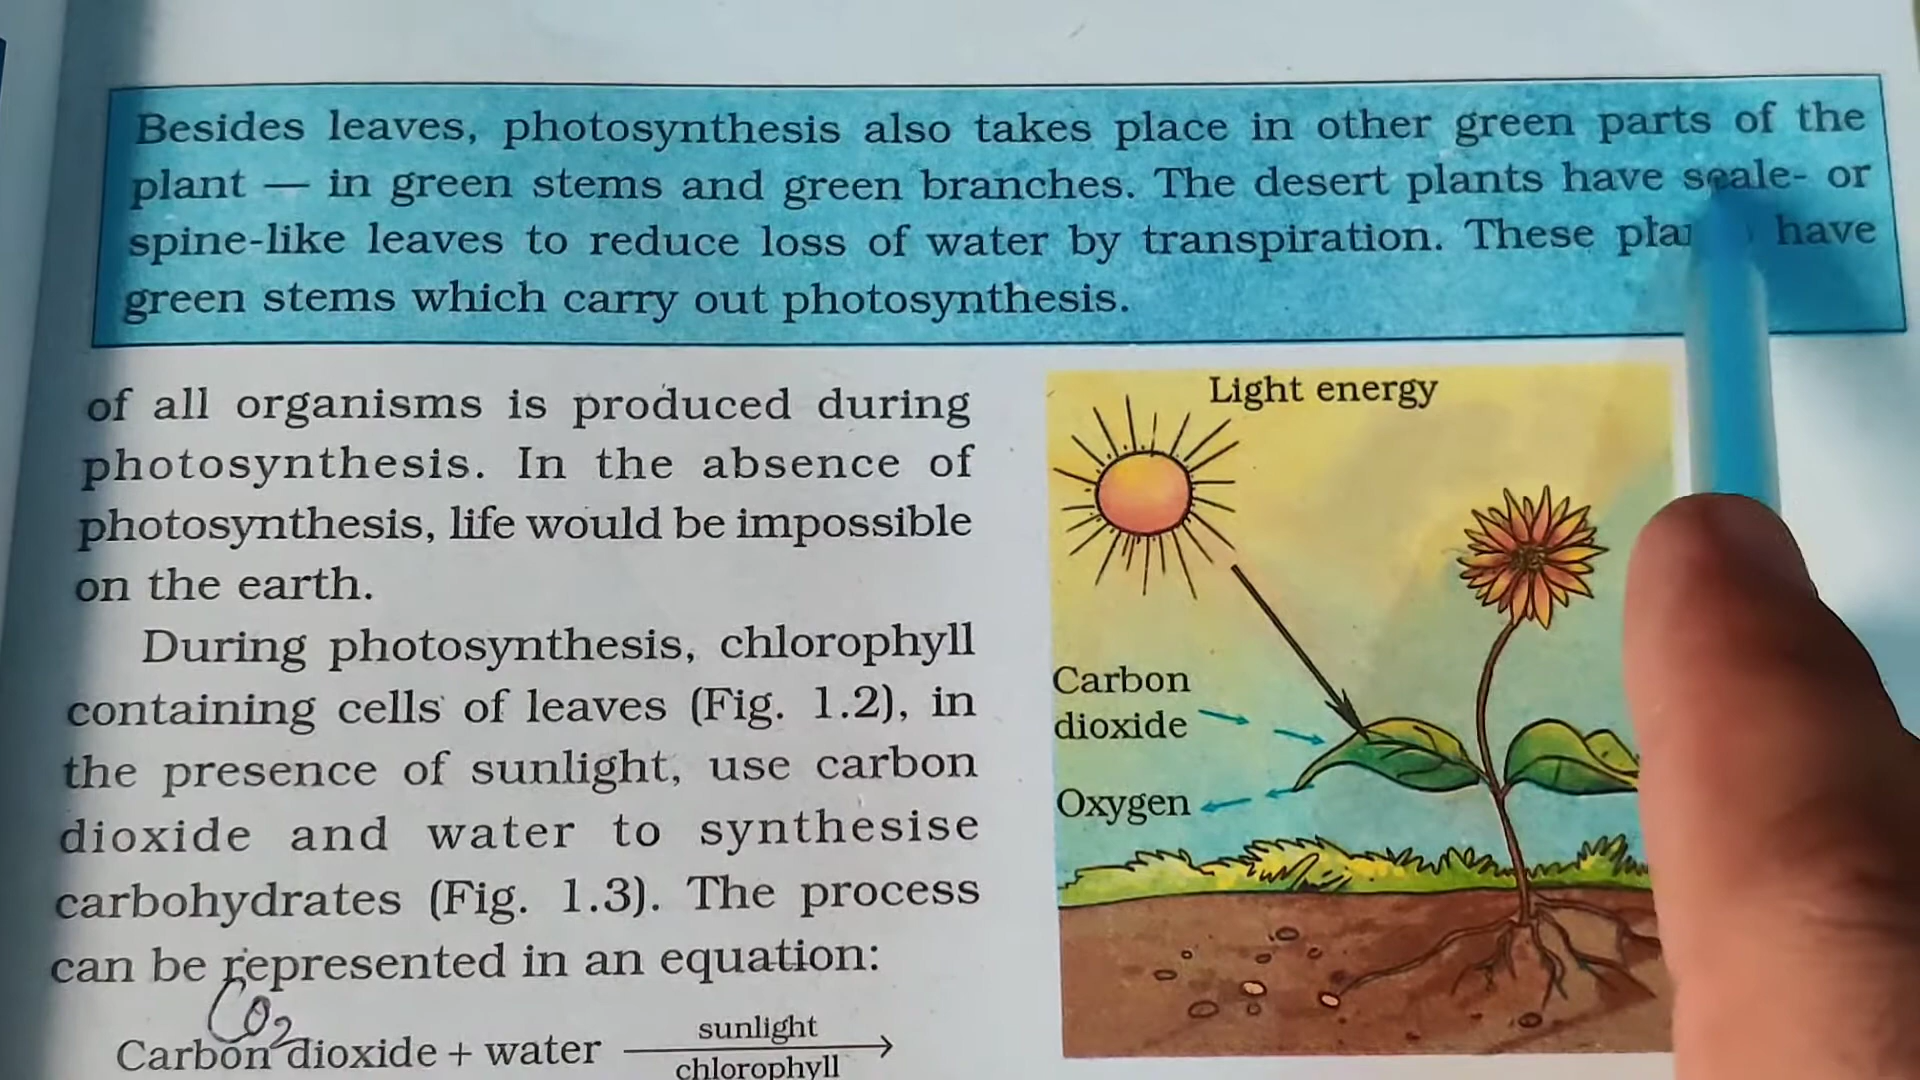 Besides leaves, photosynthesis also takes place in other green parts of the
plant — in green stems and green branches. The desert plants have scale- or
spine-like leaves to reduce loss of water by transpiration. These have
green stems which carry out photosynthesis.
of all organisms is produced during
photosynthesis. In the absence of
photosynthesis, life would be impossible
on the earth.
During photosynthesis, chlorophyll
containing cells of leaves (Fig. 1.2), in
the presence of sunlight, use carbon
dioxide and water to synthesise
carbohydrates (Fig. 1.3). The process
can be represented in an equation:
CO2
Carbon dioxide + water
sunlight
chlorophyll
Light energy
Carbon
dioxide
Oxygen